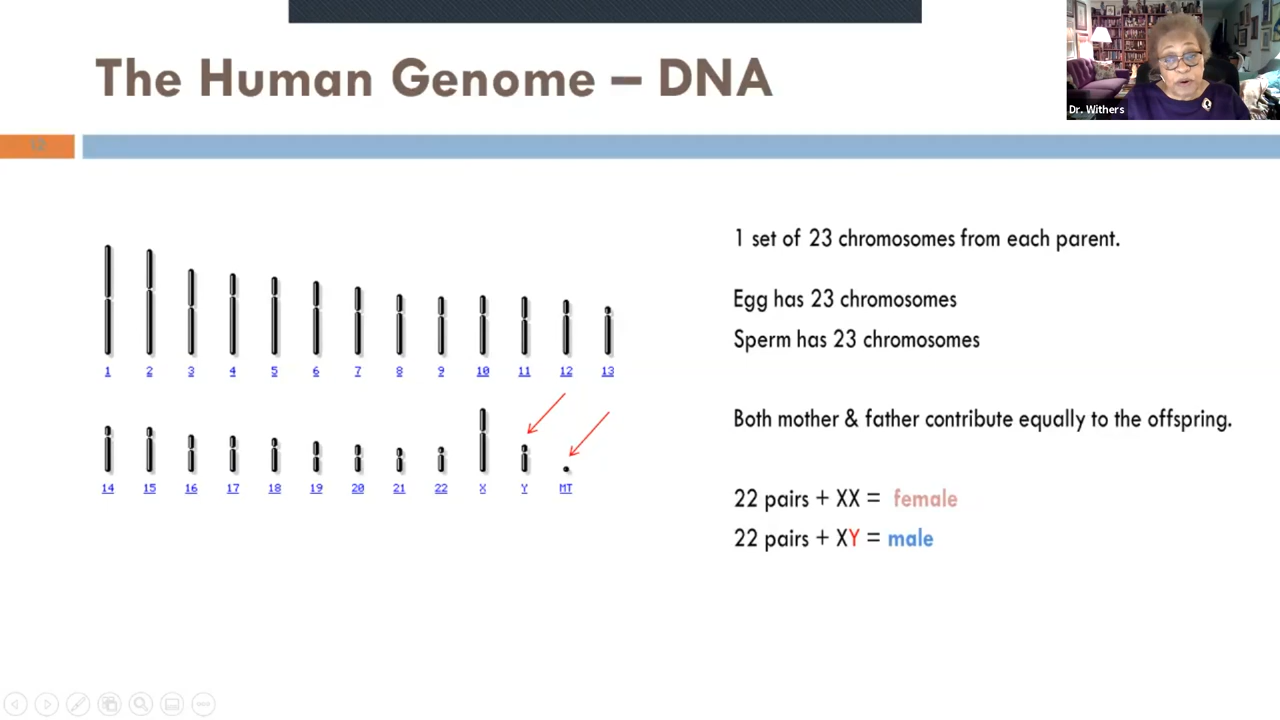 The Human Genome – DNA
Dr. Withers
12
1 set of 23 chromosomes from each parent.
Egg has 23 chromosomes
Sperm has 23 chromosomes
1 2 3 4 5 6 7 8 9 10 11 12 13
Both mother & father contribute equally to the offspring.
14 15 16 17 18 19 20 21 22 X Y MT
22 pairs + XX = female
22 pairs + XY = male